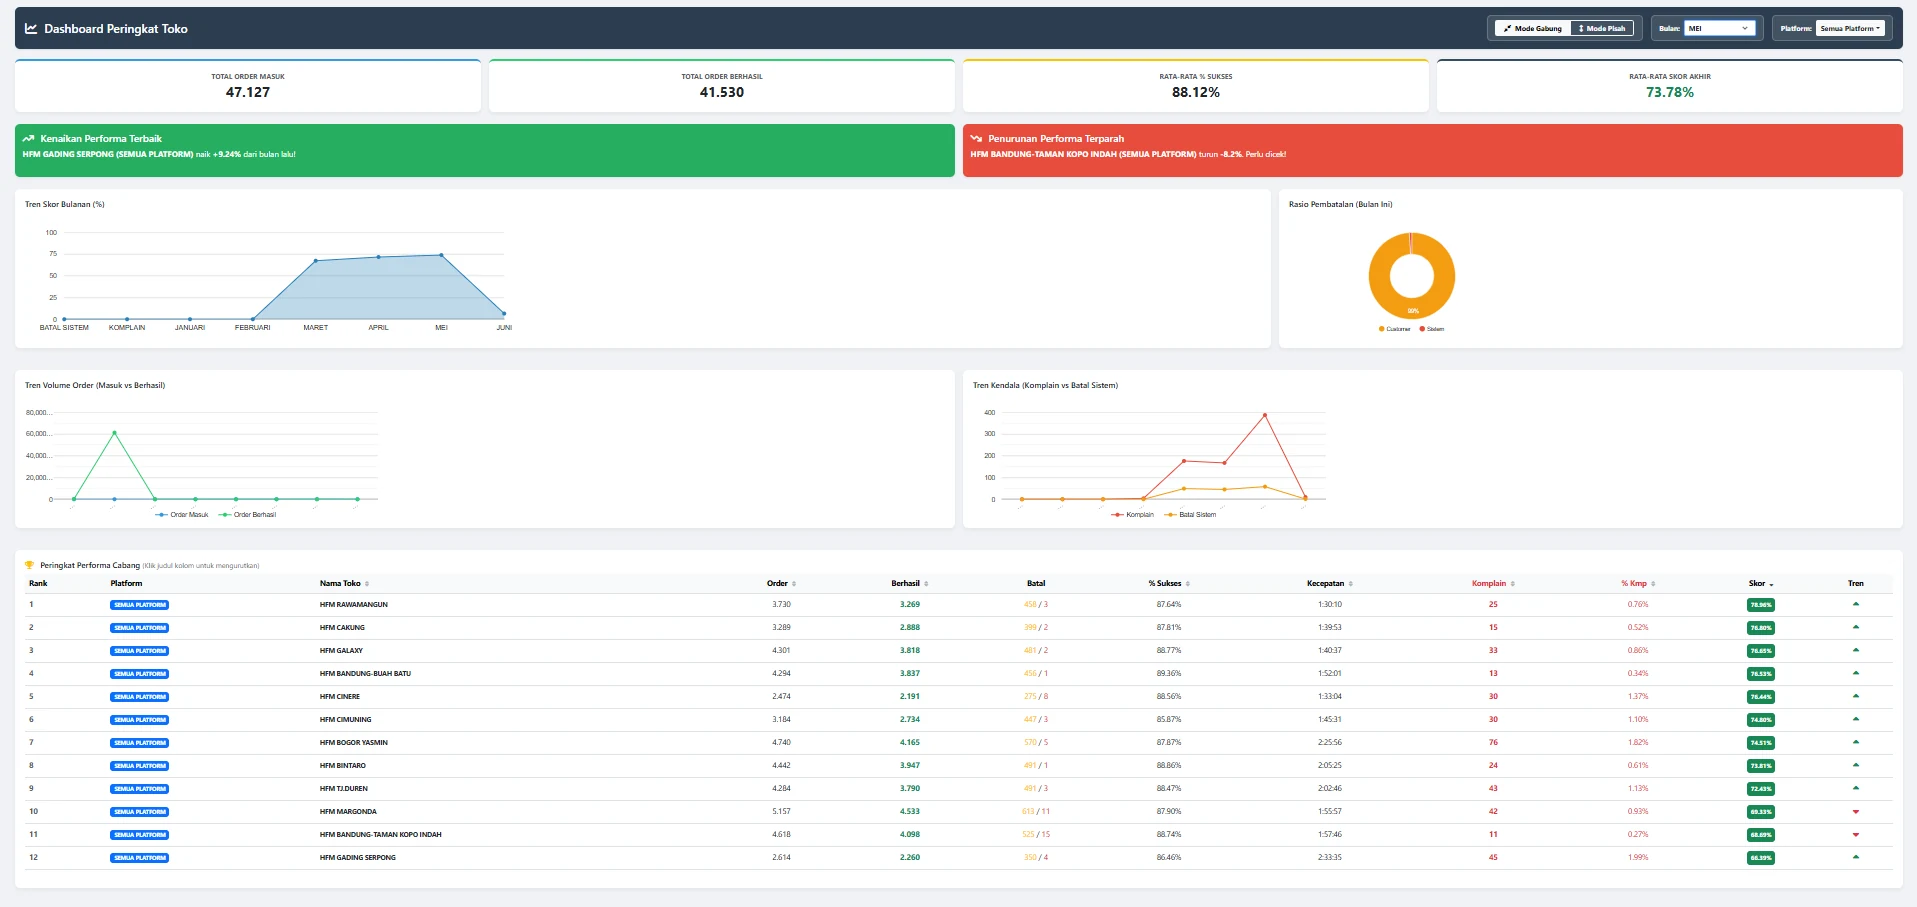 Dashboard Peringkat Toko
Mode Gabung Mode Pisah Bulan: MEI Platform: Semua Platform
TOTAL ORDER MASUK
47.127
TOTAL ORDER BERHASIL
41.530
RATA-RATA % SUKSES
88.12%
RATA-RATA SKOR AKHIR
73.78%
Kenaikan Performa Terbaik
HFM GADING SERPONG (SEMUA PLATFORM) naik +9.24% dari bulan lalu!
Penurunan Performa Terparah
HFM BANDUNG-TAMAN KOPO INDAH (SEMUA PLATFORM) turun -8.2%. Perlu dicek!
Tren Skor Bulanan (%)
100
75
50
25
0
BATAL SISTEM KOMPLAIN JANUARI FEBRUARI MARET APRIL MEI JUNI
Rasio Pembatalan (Bulan Ini)
99%
Customer Sistem
Tren Volume Order (Masuk vs Berhasil)
80,000...
60,000...
40,000...
20,000...
0
Order Masuk Order Berhasil
Tren Kendala (Komplain vs Batal Sistem)
400
300
200
100
0
Komplain Batal Sistem
Peringkat Performa Cabang (Klik judul kolom untuk mengurutkan)
Rank Platform Nama Toko Order Berhasil Batal % Sukses Kecepatan Komplain % Kmp Skor Tren
1 SEMUA PLATFORM HFM RAWAMANGUN 3.730 3.269 458 / 3 87.64% 1:30:10 25 0.76% 78.96%
2 SEMUA PLATFORM HFM CAKUNG 3.289 2.888 399 / 2 87.81% 1:39:53 15 0.52% 76.80%
3 SEMUA PLATFORM HFM GALAXY 4.301 3.818 481 / 2 88.77% 1:40:37 33 0.86% 76.65%
4 SEMUA PLATFORM HFM BANDUNG-BUAH BATU 4.294 3.837 456 / 1 89.36% 1:52:01 13 0.34% 76.53%
5 SEMUA PLATFORM HFM CINERE 2.474 2.191 275 / 8 88.56% 1:33:04 30 1.37% 76.44%
6 SEMUA PLATFORM HFM CIMUNING 3.184 2.734 447 / 3 85.87% 1:45:31 30 1.10% 74.80%
7 SEMUA PLATFORM HFM BOGOR YASMIN 4.740 4.165 570 / 5 87.87% 2:25:56 76 1.82% 74.51%
8 SEMUA PLATFORM HFM BINTARO 4.442 3.947 491 / 1 88.86% 2:05:25 24 0.61% 73.81%
9 SEMUA PLATFORM HFM TJ.DUREN 4.284 3.790 491 / 3 88.47% 2:02:46 43 1.13% 72.43%
10 SEMUA PLATFORM HFM MARGONDA 5.157 4.533 613 / 11 87.90% 1:55:57 42 0.93% 69.33%
11 SEMUA PLATFORM HFM BANDUNG-TAMAN KOPO INDAH 4.618 4.098 525 / 15 88.74% 1:57:46 11 0.27% 68.69%
12 SEMUA PLATFORM HFM GADING SERPONG 2.614 2.260 350 / 4 86.46% 2:33:35 45 1.99% 66.39%